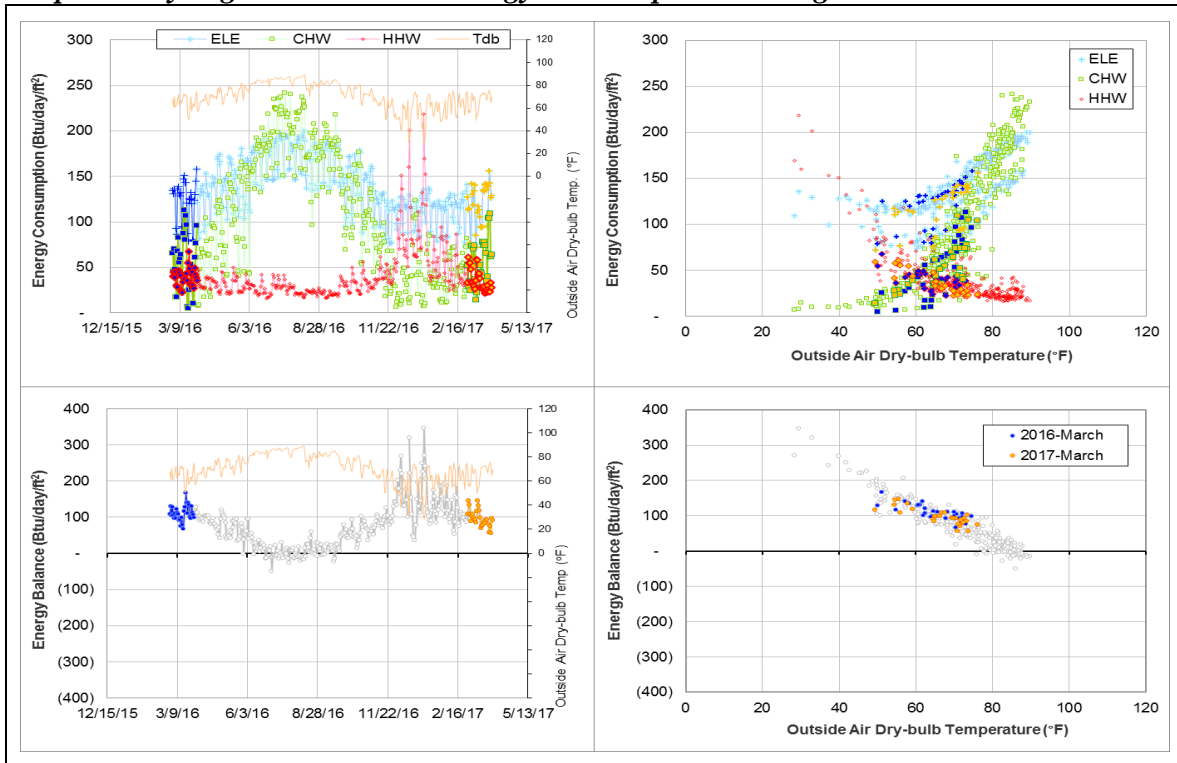 ELE CHW HHW Tdb
300
250
200
150
100
50
-
Energy Consumption (Btu/day/ft²)
120
100
80
60
40
20
0
Outside Air Dry-bulb Temp. (°F)
12/15/15 3/9/16 6/3/16 8/28/16 11/22/16 2/16/17 5/13/17
ELE
CHW
HHW
300
250
200
150
100
50
-
Energy Consumption (Btu/day/ft²)
0 20 40 60 80 100 120
Outside Air Dry-bulb Temperature (°F)
400
300
200
100
-
(100)
(200)
(300)
(400)
Energy Balance (Btu/day/ft²)
120
100
80
60
40
20
0
Outside Air Dry-bulb Temp (°F)
12/15/15 3/9/16 6/3/16 8/28/16 11/22/16 2/16/17 5/13/17
2016-March
2017-March
400
300
200
100
-
(100)
(200)
(300)
(400)
Energy Balance (Btu/day/ft²)
0 20 40 60 80 100 120
Outside Air Dry-bulb Temperature (°F)